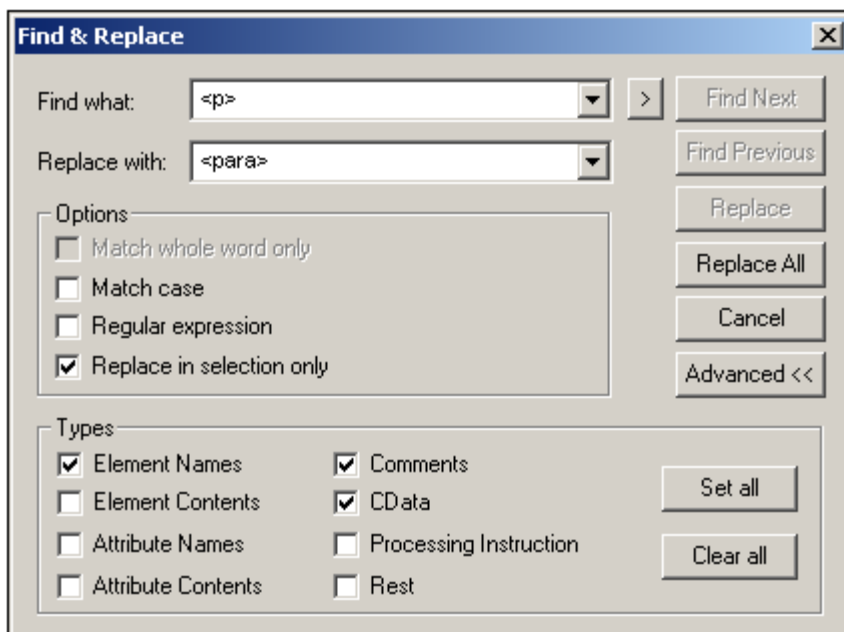 Find & Replace
Find what: <p> > Find Next
Replace with: <para> Find Previous
Replace
Options
Match whole word only
Match case Replace All
Regular expression Cancel
Replace in selection only Advanced <<
Types
Element Names Comments
Element Contents CData Set all
Attribute Names Processing Instruction Clear all
Attribute Contents Rest